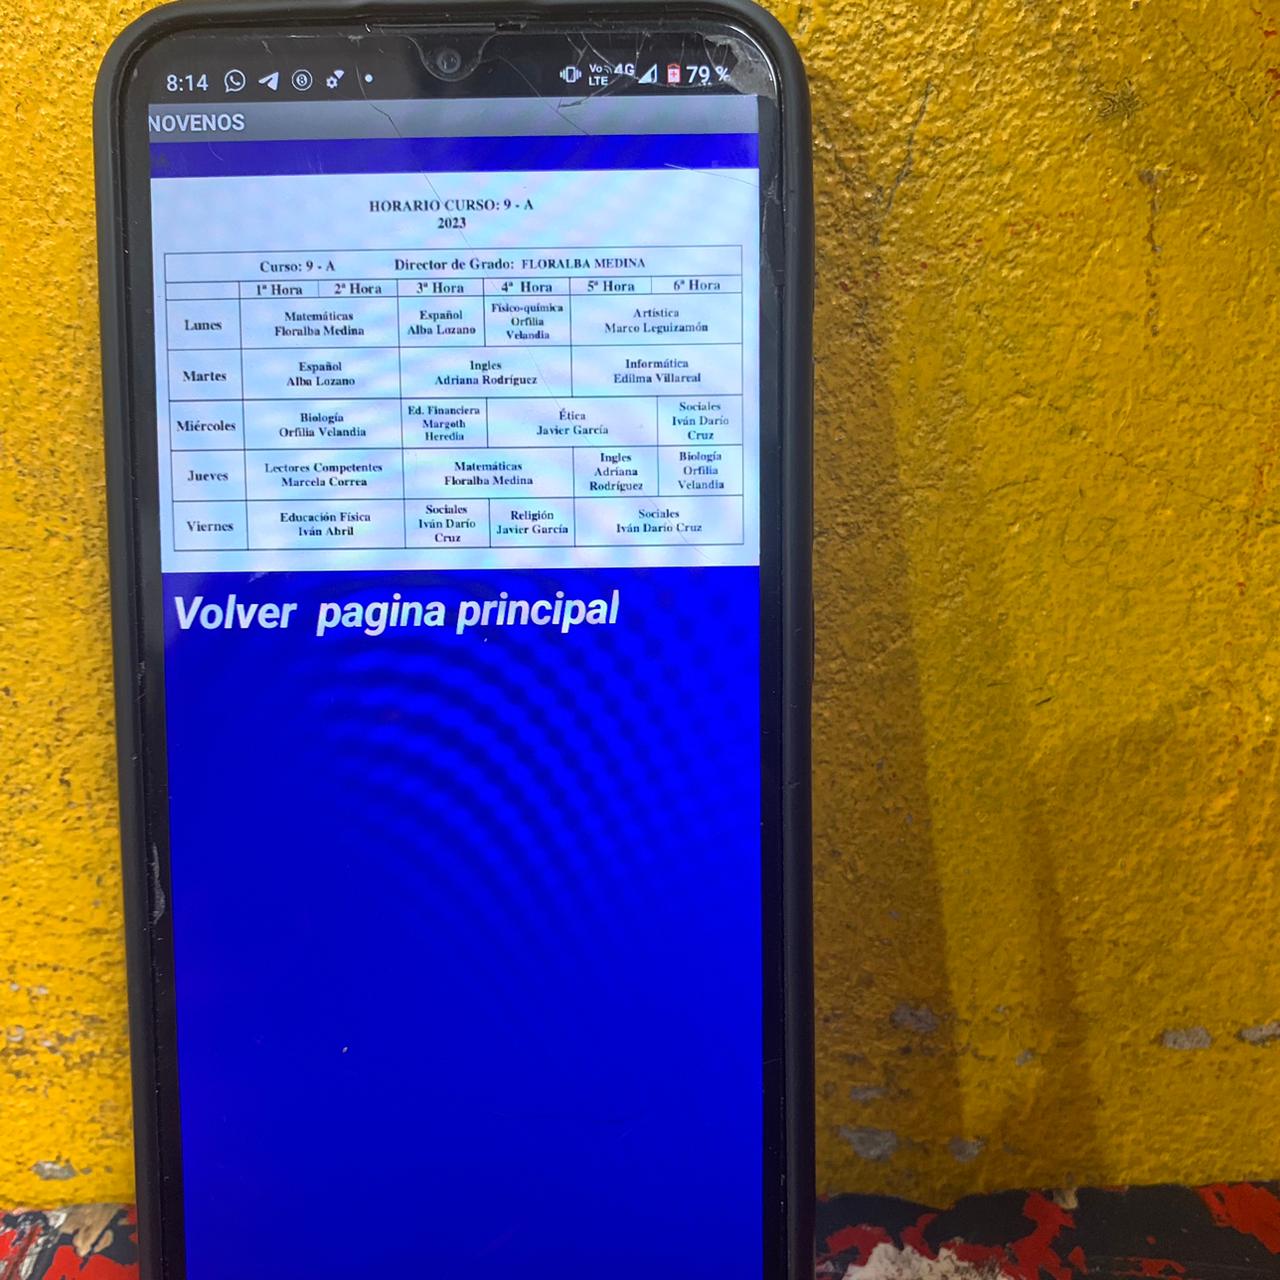 8:14
Vo
LTE
4G
79 %
NOVENOS
HORARIO CURSO: 9 - A
2023
Curso: 9 - A Director de Grado: FLORALBA MEDINA
1ª Hora 2ª Hora 3ª Hora 4ª Hora 5ª Hora 6ª Hora
Lunes
Matemáticas
Floralba Medina
Español
Alba Lozano
Físico-química
Orfilia
Velandia
Artística
Marco Leguizamón
Martes
Español
Alba Lozano
Ingles
Adriana Rodríguez
Informática
Edilma Villareal
Miércoles
Biología
Orfilia Velandia
Ed. Financiera
Margoth
Heredia
Ética
Javier García
Sociales
Iván Darío
Cruz
Jueves
Lectores Competentes
Marcela Correa
Matemáticas
Floralba Medina
Ingles
Adriana
Rodríguez
Biología
Orfilia
Velandia
Viernes
Educación Física
Iván Abril
Sociales
Iván Darío
Cruz
Religión
Javier García
Sociales
Iván Darío Cruz
Volver pagina principal